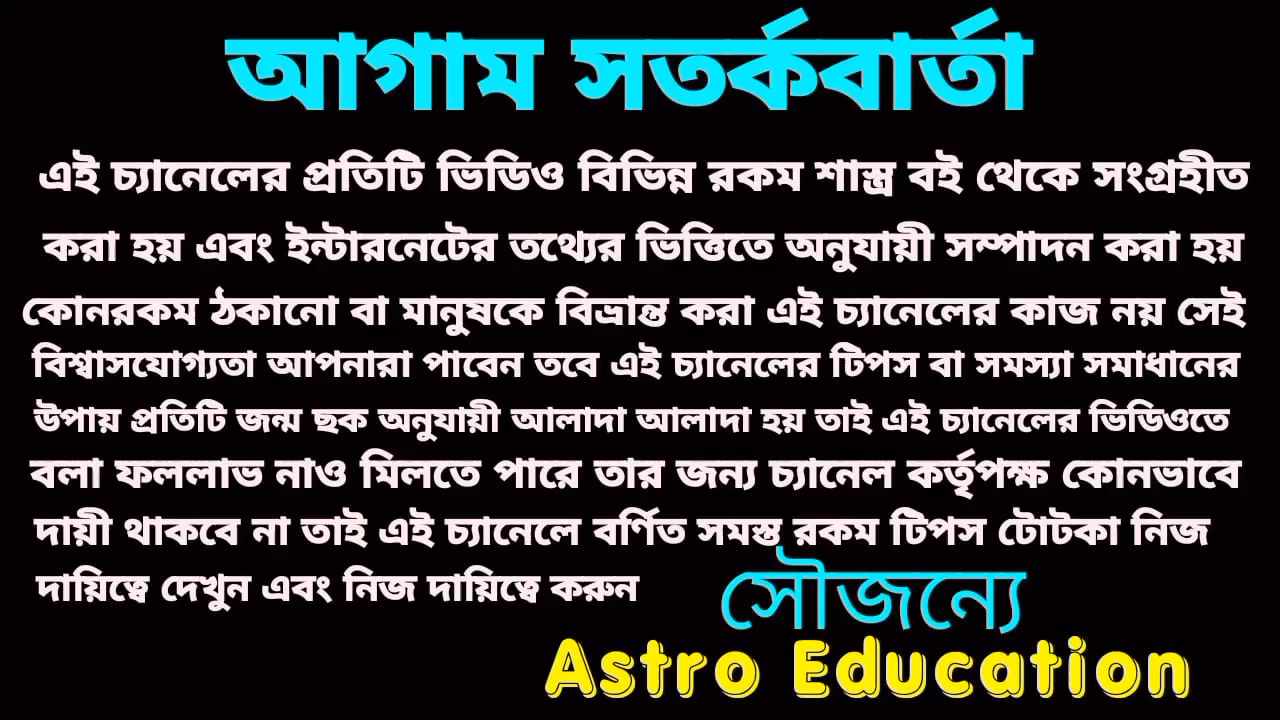 আগাম সতর্কবার্তা
এই চ্যানেলের প্রতিটি ভিডিও বিভিন্ন রকম শাস্ত্র বই থেকে সংগ্রহীত
করা হয় এবং ইন্টারনেটের তথ্যের ভিত্তিতে অনুযায়ী সম্পাদন করা হয়
কোনরকম ঠকানো বা মানুষকে বিভ্রান্ত করা এই চ্যানেলের কাজ নয় সেই
বিশ্বাসযোগ্যতা আপনারা পাবেন তবে এই চ্যানেলের টিপস বা সমস্যা সমাধানের
উপায় প্রতিটি জন্ম ছক অনুযায়ী আলাদা আলাদা হয় তাই এই চ্যানেলের ভিডিওতে
বলা ফললাভ নাও মিলতে পারে তার জন্য চ্যানেল কর্তৃপক্ষ কোনভাবে
দায়ী থাকবে না তাই এই চ্যানেলে বর্ণিত সমস্ত রকম টিপস টোটকা নিজ
দায়িত্বে দেখুন এবং নিজ দায়িত্বে করুন
সৌজন্যে
Astro Education